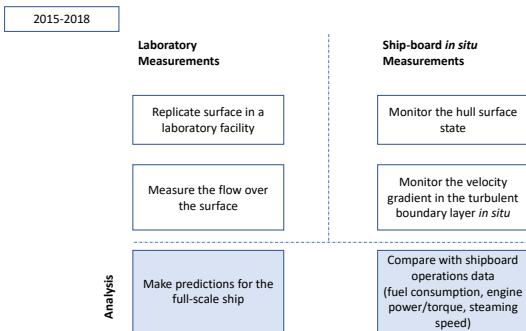 2015-2018
Laboratory
Measurements
Ship-board in situ
Measurements
Replicate surface in a
laboratory facility
Monitor the hull surface
state
Measure the flow over
the surface
Monitor the velocity
gradient in the turbulent
boundary layer in situ
Analysis
Make predictions for the
full-scale ship
Compare with shipboard
operations data
(fuel consumption, engine
power/torque, steaming
speed)